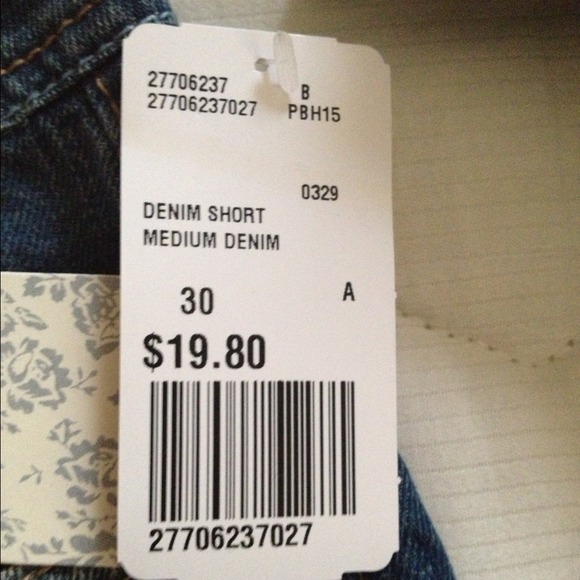 27706237 B
27706237027 PBH15
0329
DENIM SHORT
MEDIUM DENIM
30 A
$19.80
27706237027